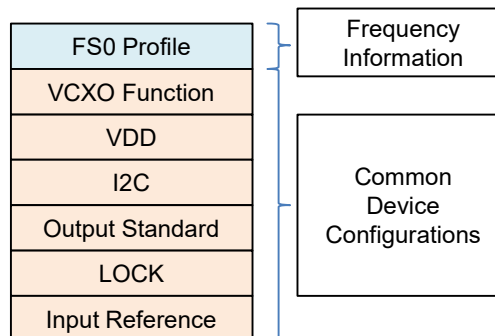 FS0 Profile
VCXO Function
VDD
I2C
Output Standard
LOCK
Input Reference
Frequency
Information
Common
Device
Configurations